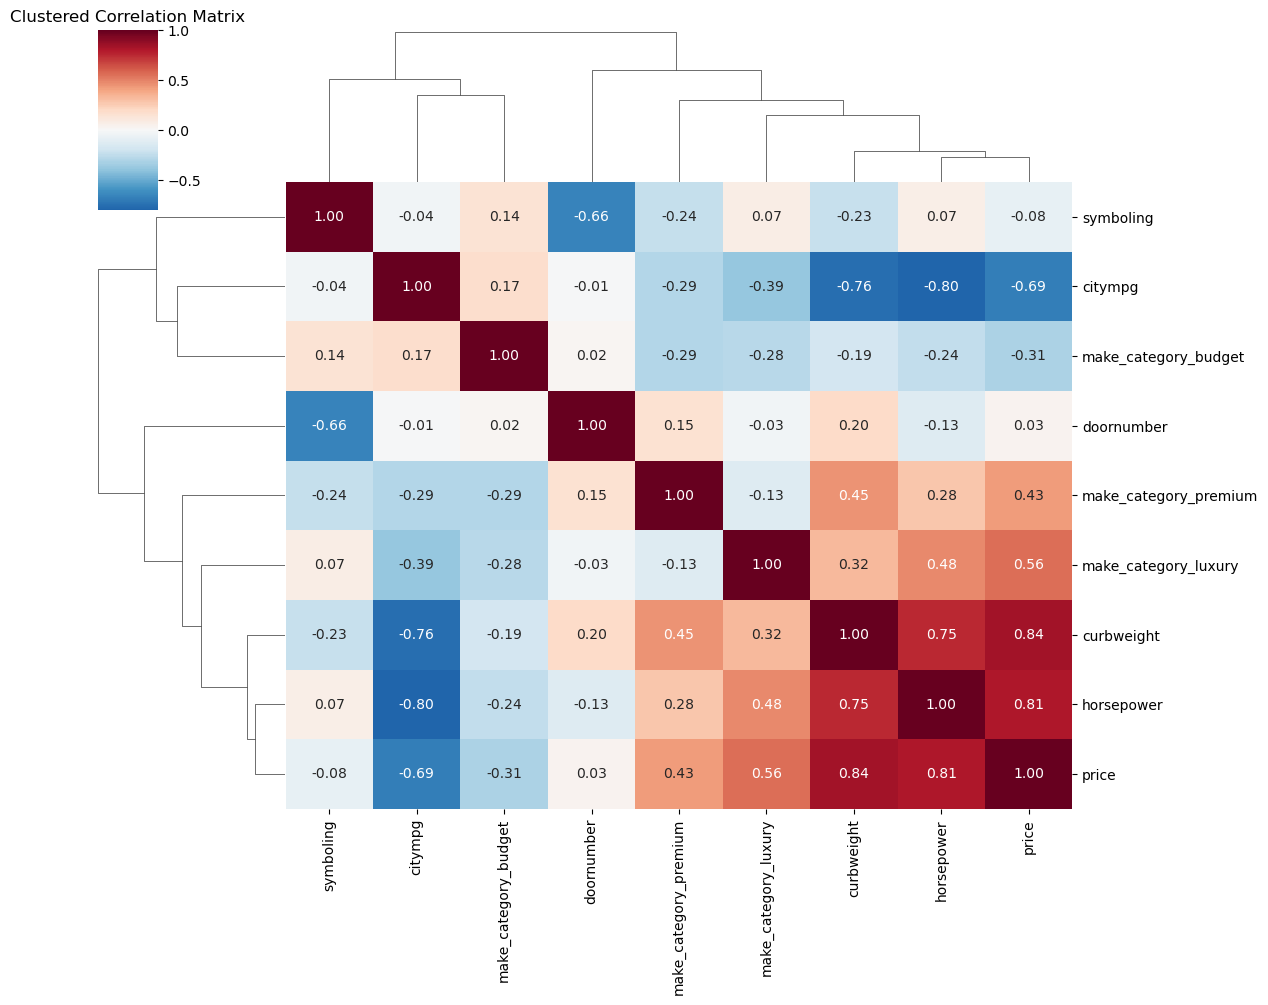 Clustered Correlation Matrix
1.0
0.5
0.0
−0.5
1.00 -0.04 0.14 -0.66 -0.24 0.07 -0.23 0.07 -0.08 symboling
-0.04 1.00 0.17 -0.01 -0.29 -0.39 -0.76 -0.80 -0.69 citympg
0.14 0.17 1.00 0.02 -0.29 -0.28 -0.19 -0.24 -0.31 make_category_budget
-0.66 -0.01 0.02 1.00 0.15 -0.03 0.20 -0.13 0.03 doornumber
-0.24 -0.29 -0.29 0.15 1.00 -0.13 0.45 0.28 0.43 make_category_premium
0.07 -0.39 -0.28 -0.03 -0.13 1.00 0.32 0.48 0.56 make_category_luxury
-0.23 -0.76 -0.19 0.20 0.45 0.32 1.00 0.75 0.84 curbweight
0.07 -0.80 -0.24 -0.13 0.28 0.48 0.75 1.00 0.81 horsepower
-0.08 -0.69 -0.31 0.03 0.43 0.56 0.84 0.81 1.00 price
symboling
citympg
make_category_budget
doornumber
make_category_premium
make_category_luxury
curbweight
horsepower
price